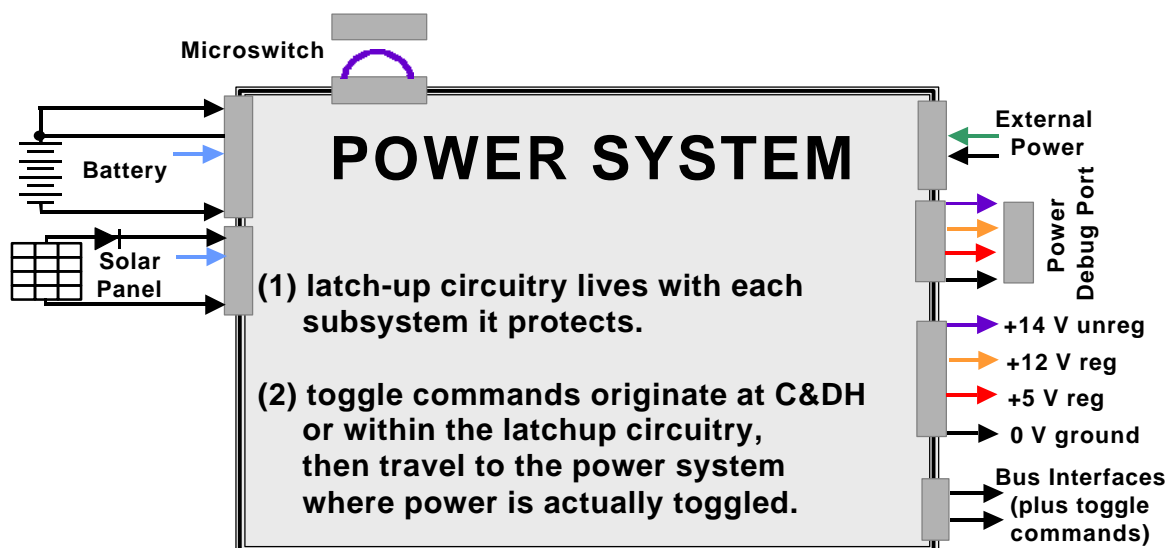 Microswitch
POWER SYSTEM
Battery
Solar
Panel
(1) latch-up circuitry lives with each
subsystem it protects.
(2) toggle commands originate at C&DH
or within the latchup circuitry,
then travel to the power system
where power is actually toggled.
External
Power
Power
Debug Port
+14 V unreg
+12 V reg
+5 V reg
0 V ground
Bus Interfaces
(plus toggle
commands)